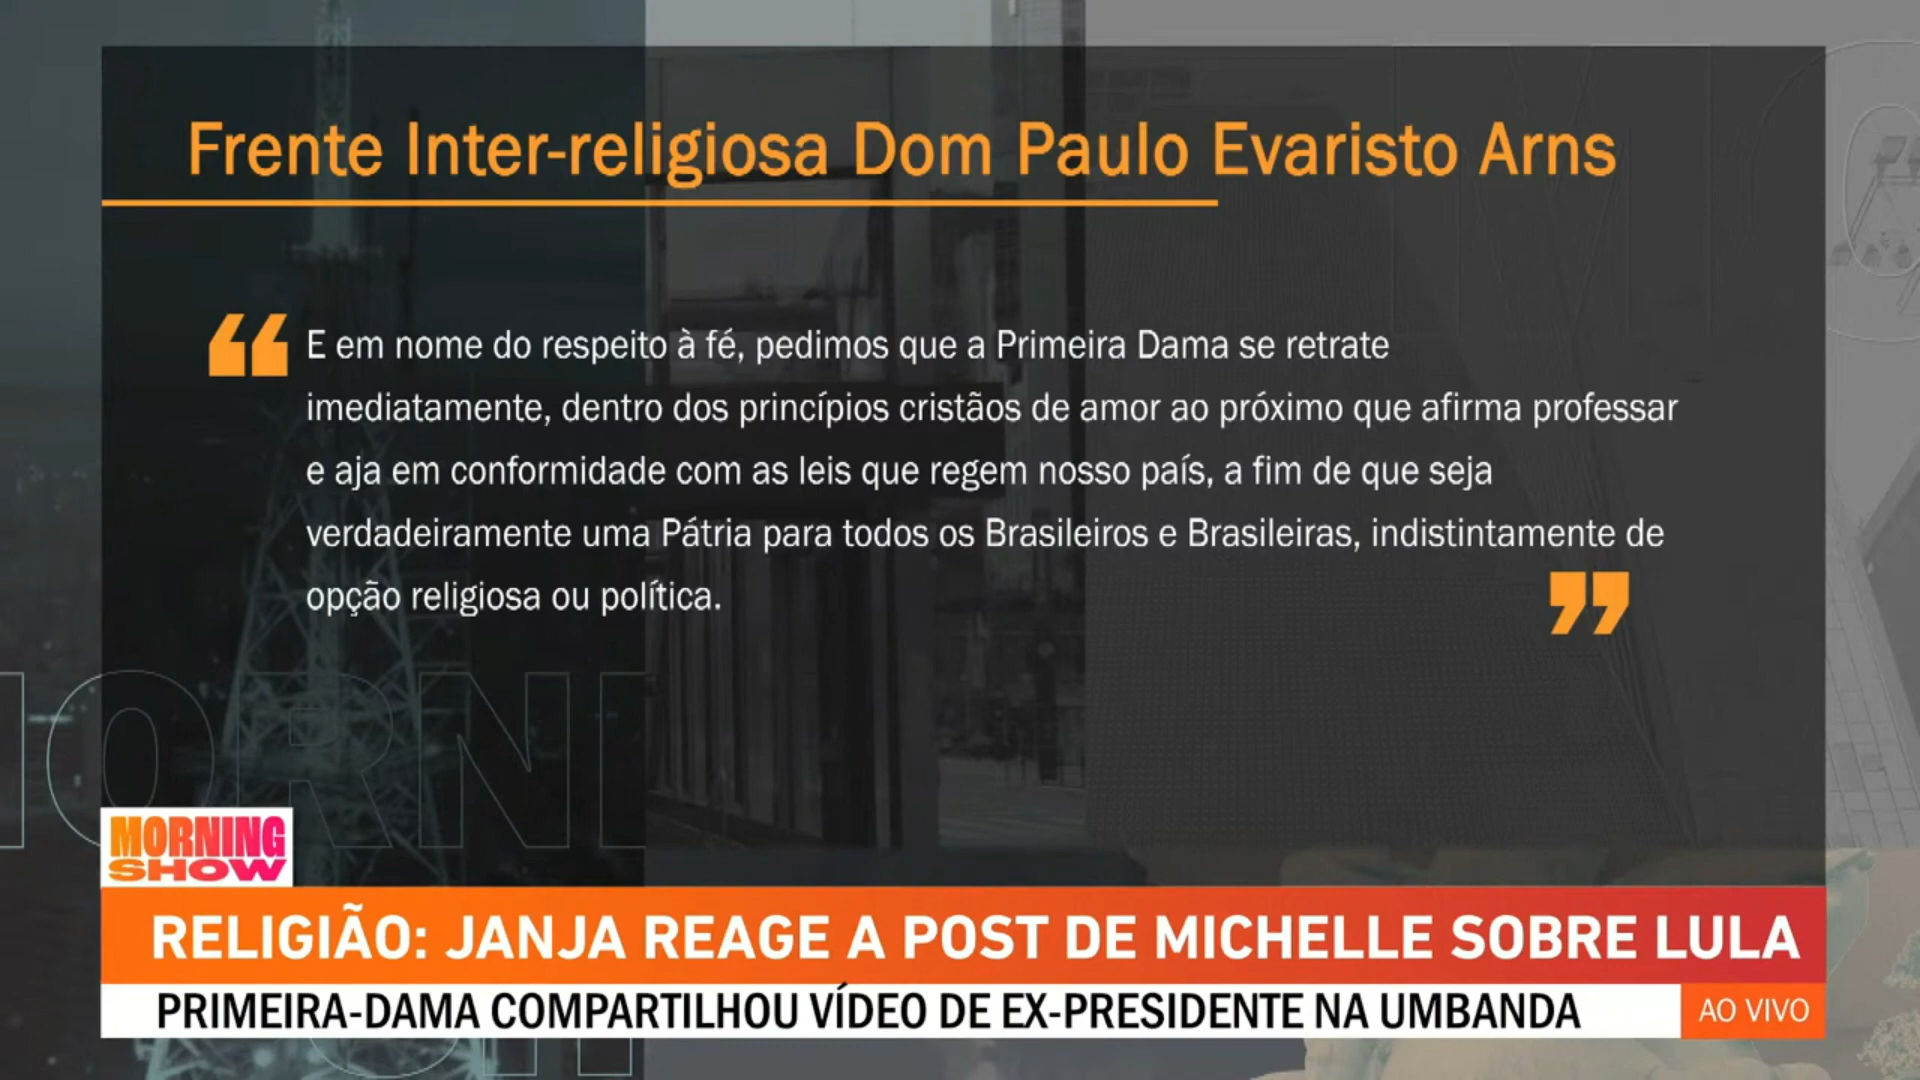 Frente Inter-religiosa Dom Paulo Evaristo Arns
“ E em nome do respeito à fé, pedimos que a Primeira Dama se retrate
imediatamente, dentro dos princípios cristãos de amor ao próximo que afirma professar
e aja em conformidade com as leis que regem nosso país, a fim de que seja
verdadeiramente uma Pátria para todos os Brasileiros e Brasileiras, indistintamente de
opção religiosa ou política. ”
MORNING
SHOW
RELIGIÃO: JANJA REAGE A POST DE MICHELLE SOBRE LULA
PRIMEIRA-DAMA COMPARTILHOU VÍDEO DE EX-PRESIDENTE NA UMBANDA
AO VIVO